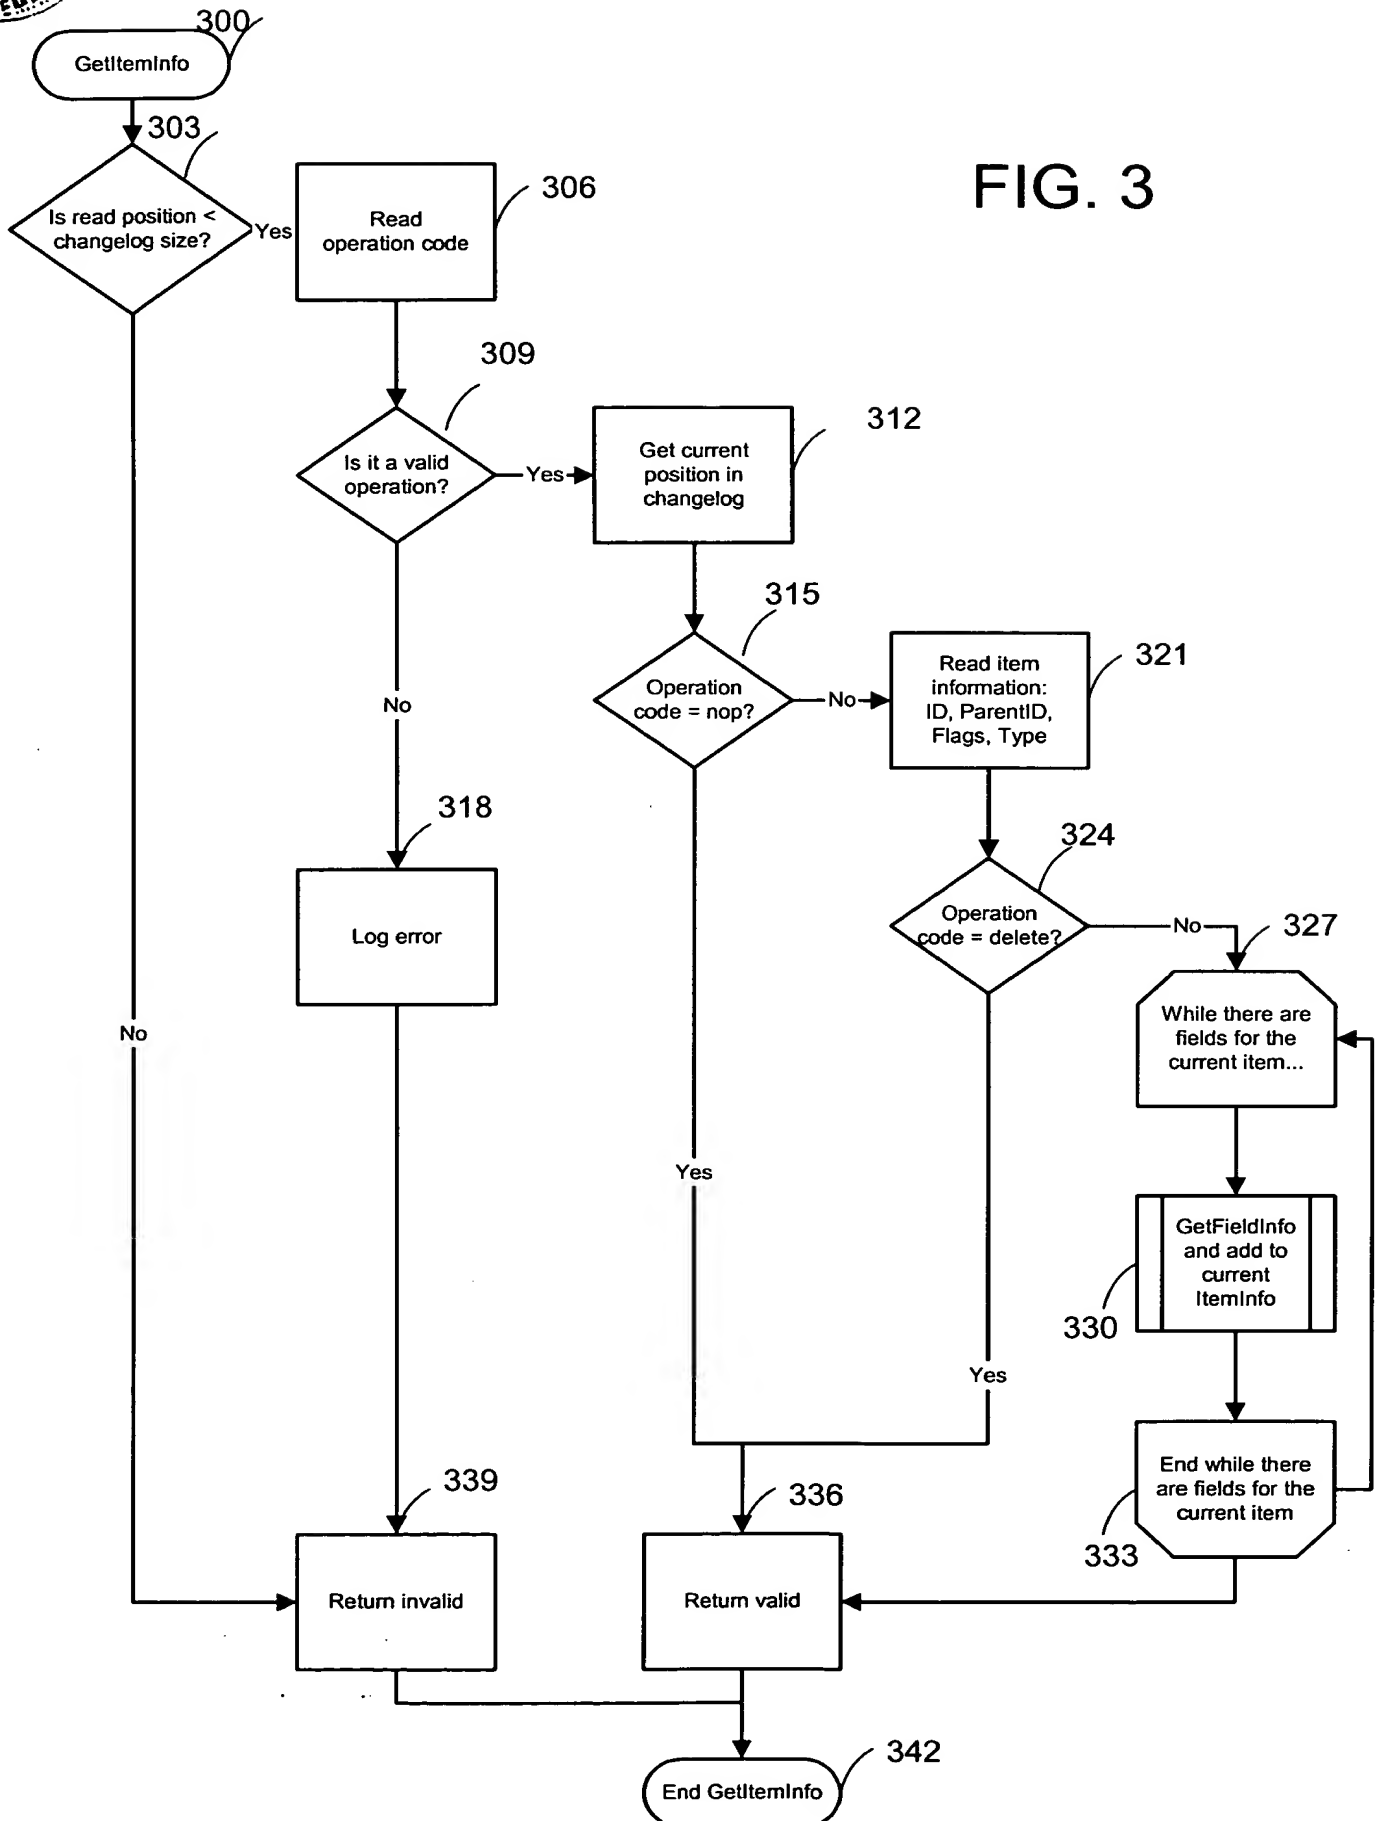 300
GetItemInfo
303
Is read position <
changelog size?
Yes
Read
operation code
306
FIG. 3
309
Is it a valid
operation?
Yes
Get current
position in
changelog
312
315
Operation
code = nop?
No
Read item
information:
ID, ParentID,
Flags, Type
321
No
318
Log error
324
Operation
code = delete?
No
327
While there are
fields for the
current item...
No
Yes
GetFieldInfo
and add to
current
ItemInfo
330
Yes
End while there
are fields for the
current item
333
339
Return invalid
336
Return valid
342
End GetItemInfo